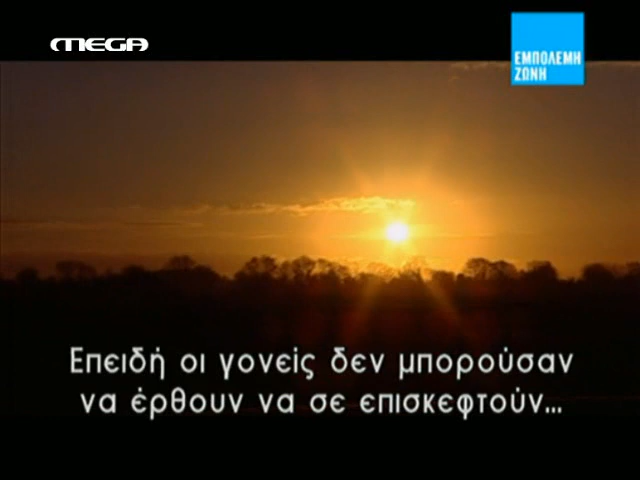 MEGA
ΕΜΠΟΛΕΜΗ
ΖΩΝΗ
Επειδή οι γονείς δεν μπορούσαν
να έρθουν να σε επισκεφτούν...